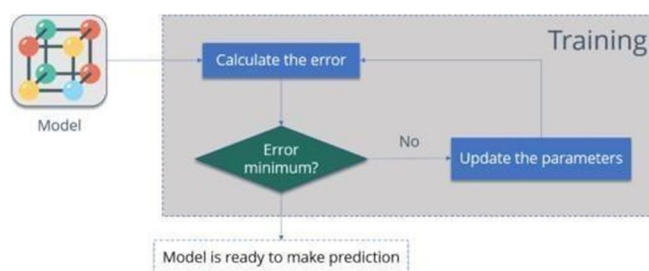 Training
Calculate the error
Model
Error
minimum?
No
Update the parameters
Model is ready to make prediction